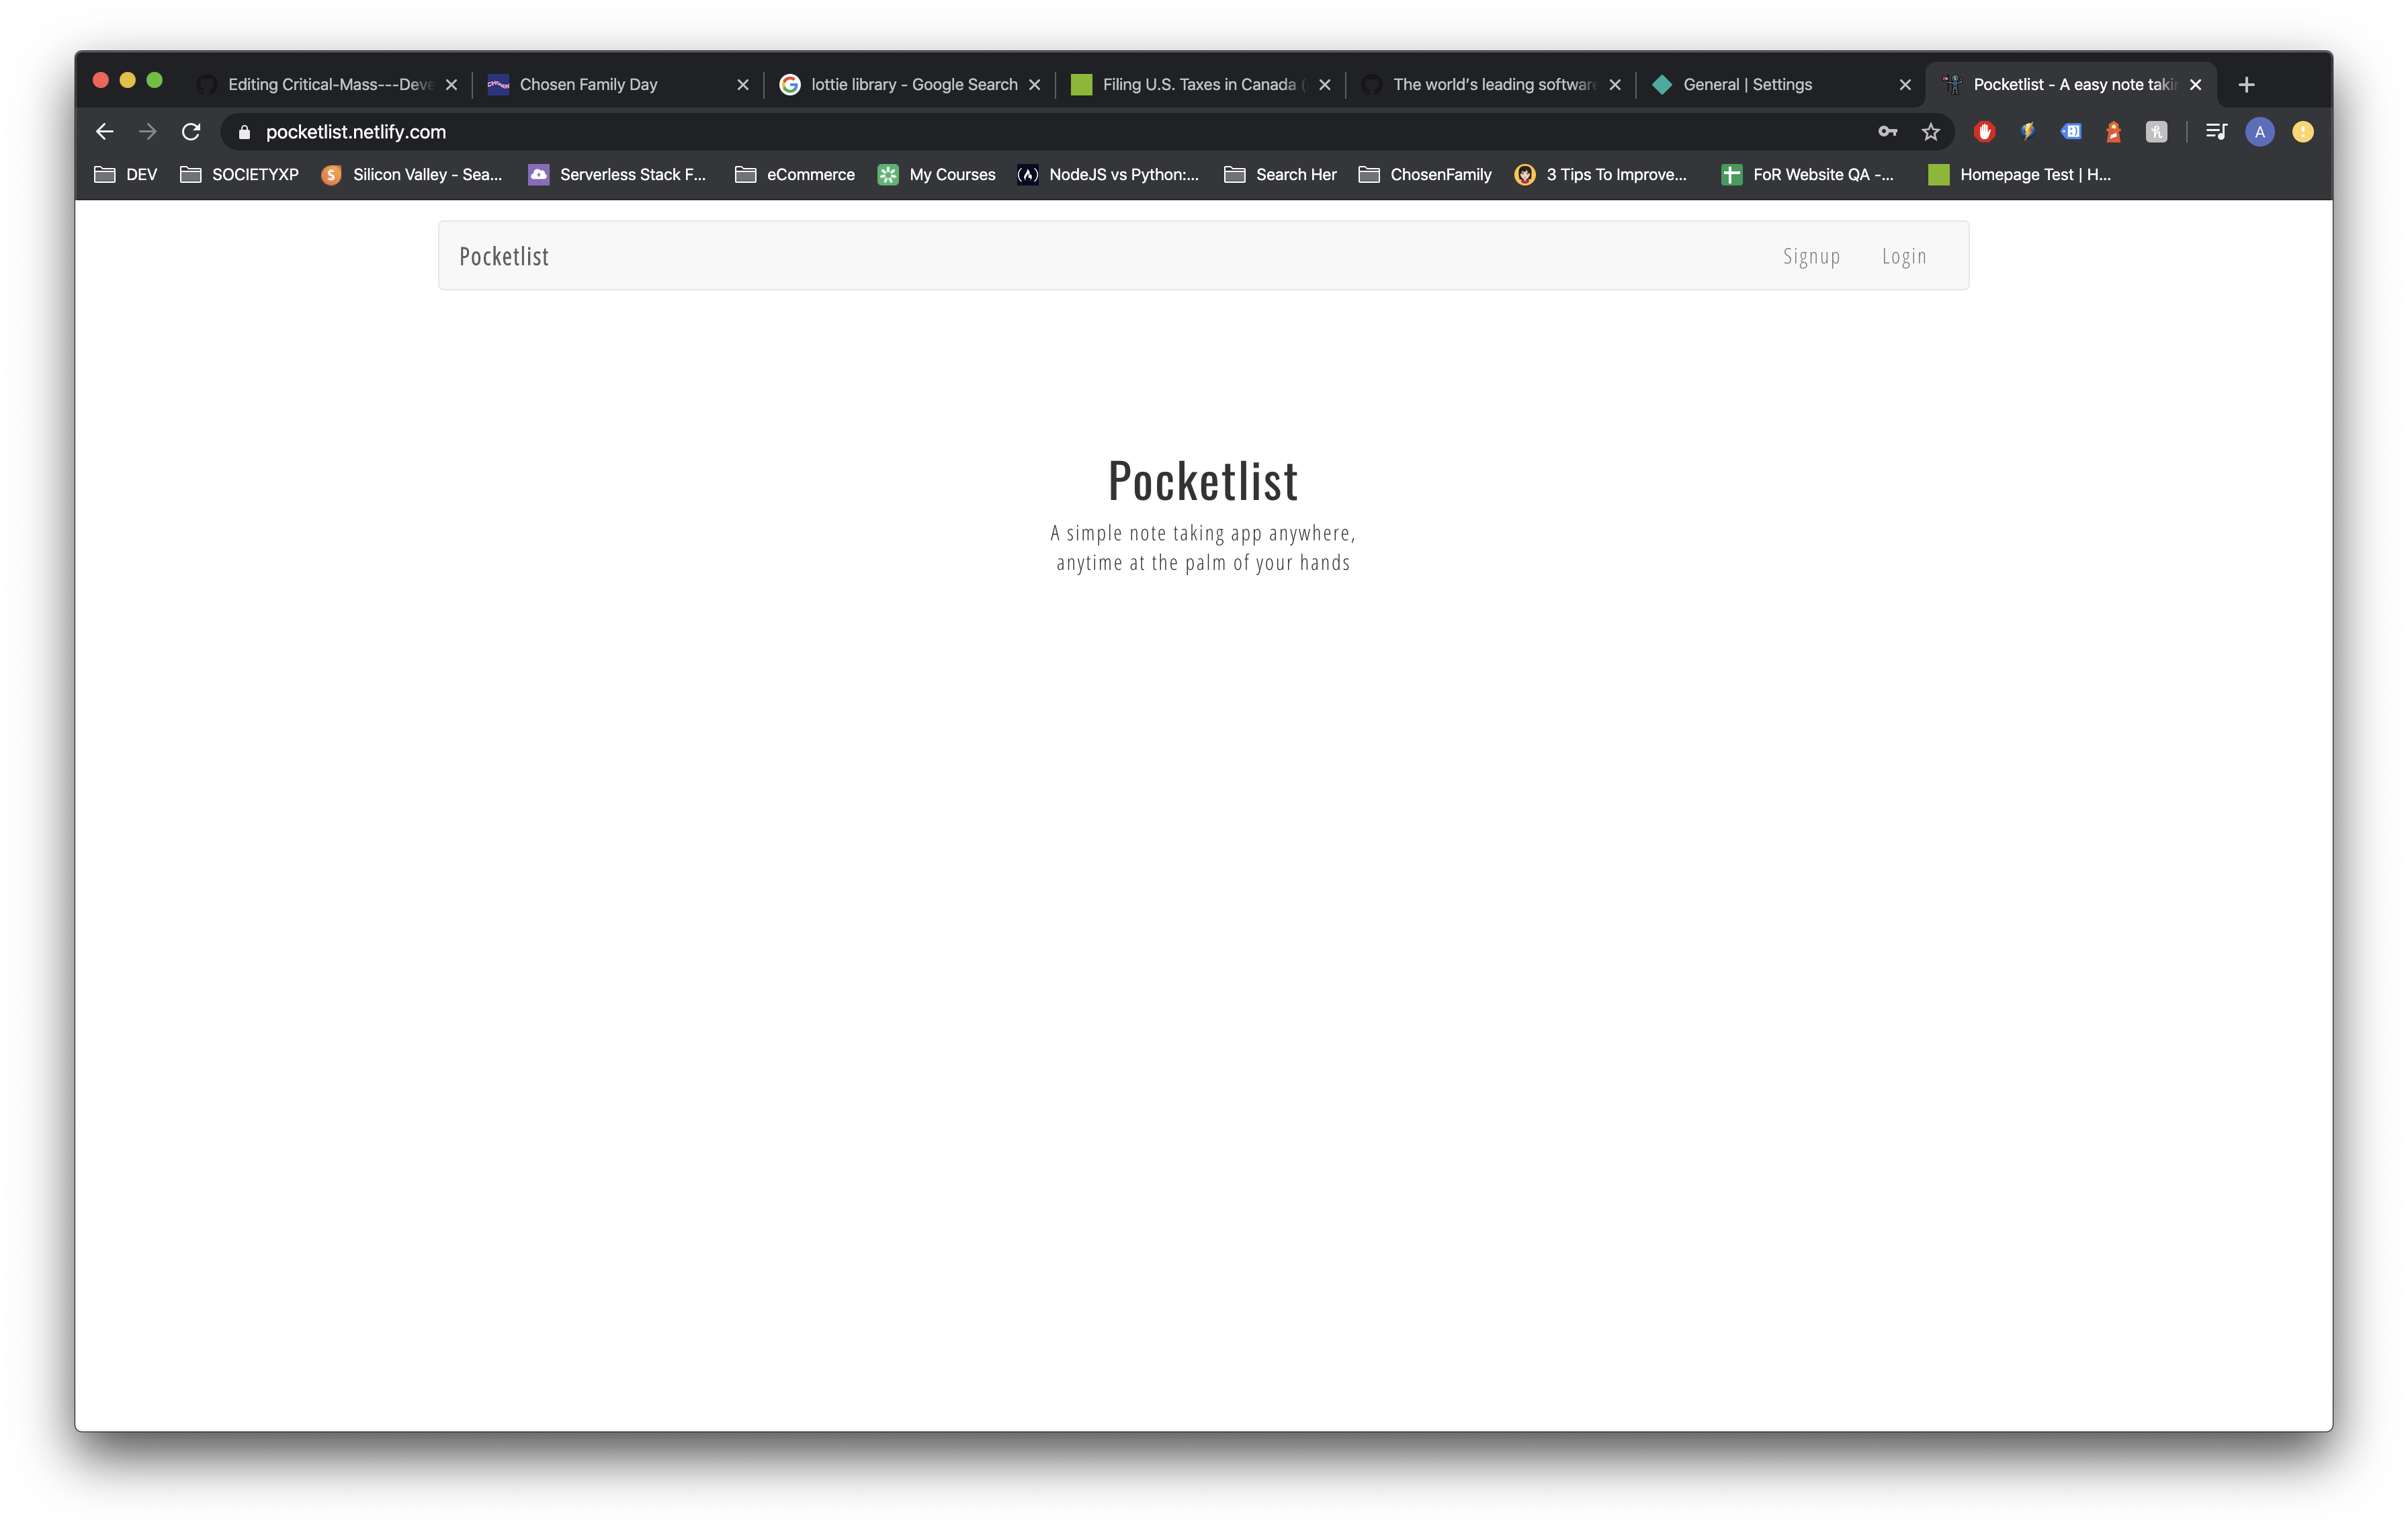 Editing Critical-Mass---Deve
Chosen Family Day
lottie library - Google Search
Filing U.S. Taxes in Canada (
The world's leading software
General | Settings
Pocketlist - A easy note takin
pocketlist.netlify.com
A
DEV
SOCIETYXP
Silicon Valley - Sea...
Serverless Stack F...
eCommerce
My Courses
NodeJS vs Python:...
Search Her
ChosenFamily
3 Tips To Improve...
FoR Website QA -...
Homepage Test | H...
Pocketlist
Signup
Login
Pocketlist
A simple note taking app anywhere,
anytime at the palm of your hands